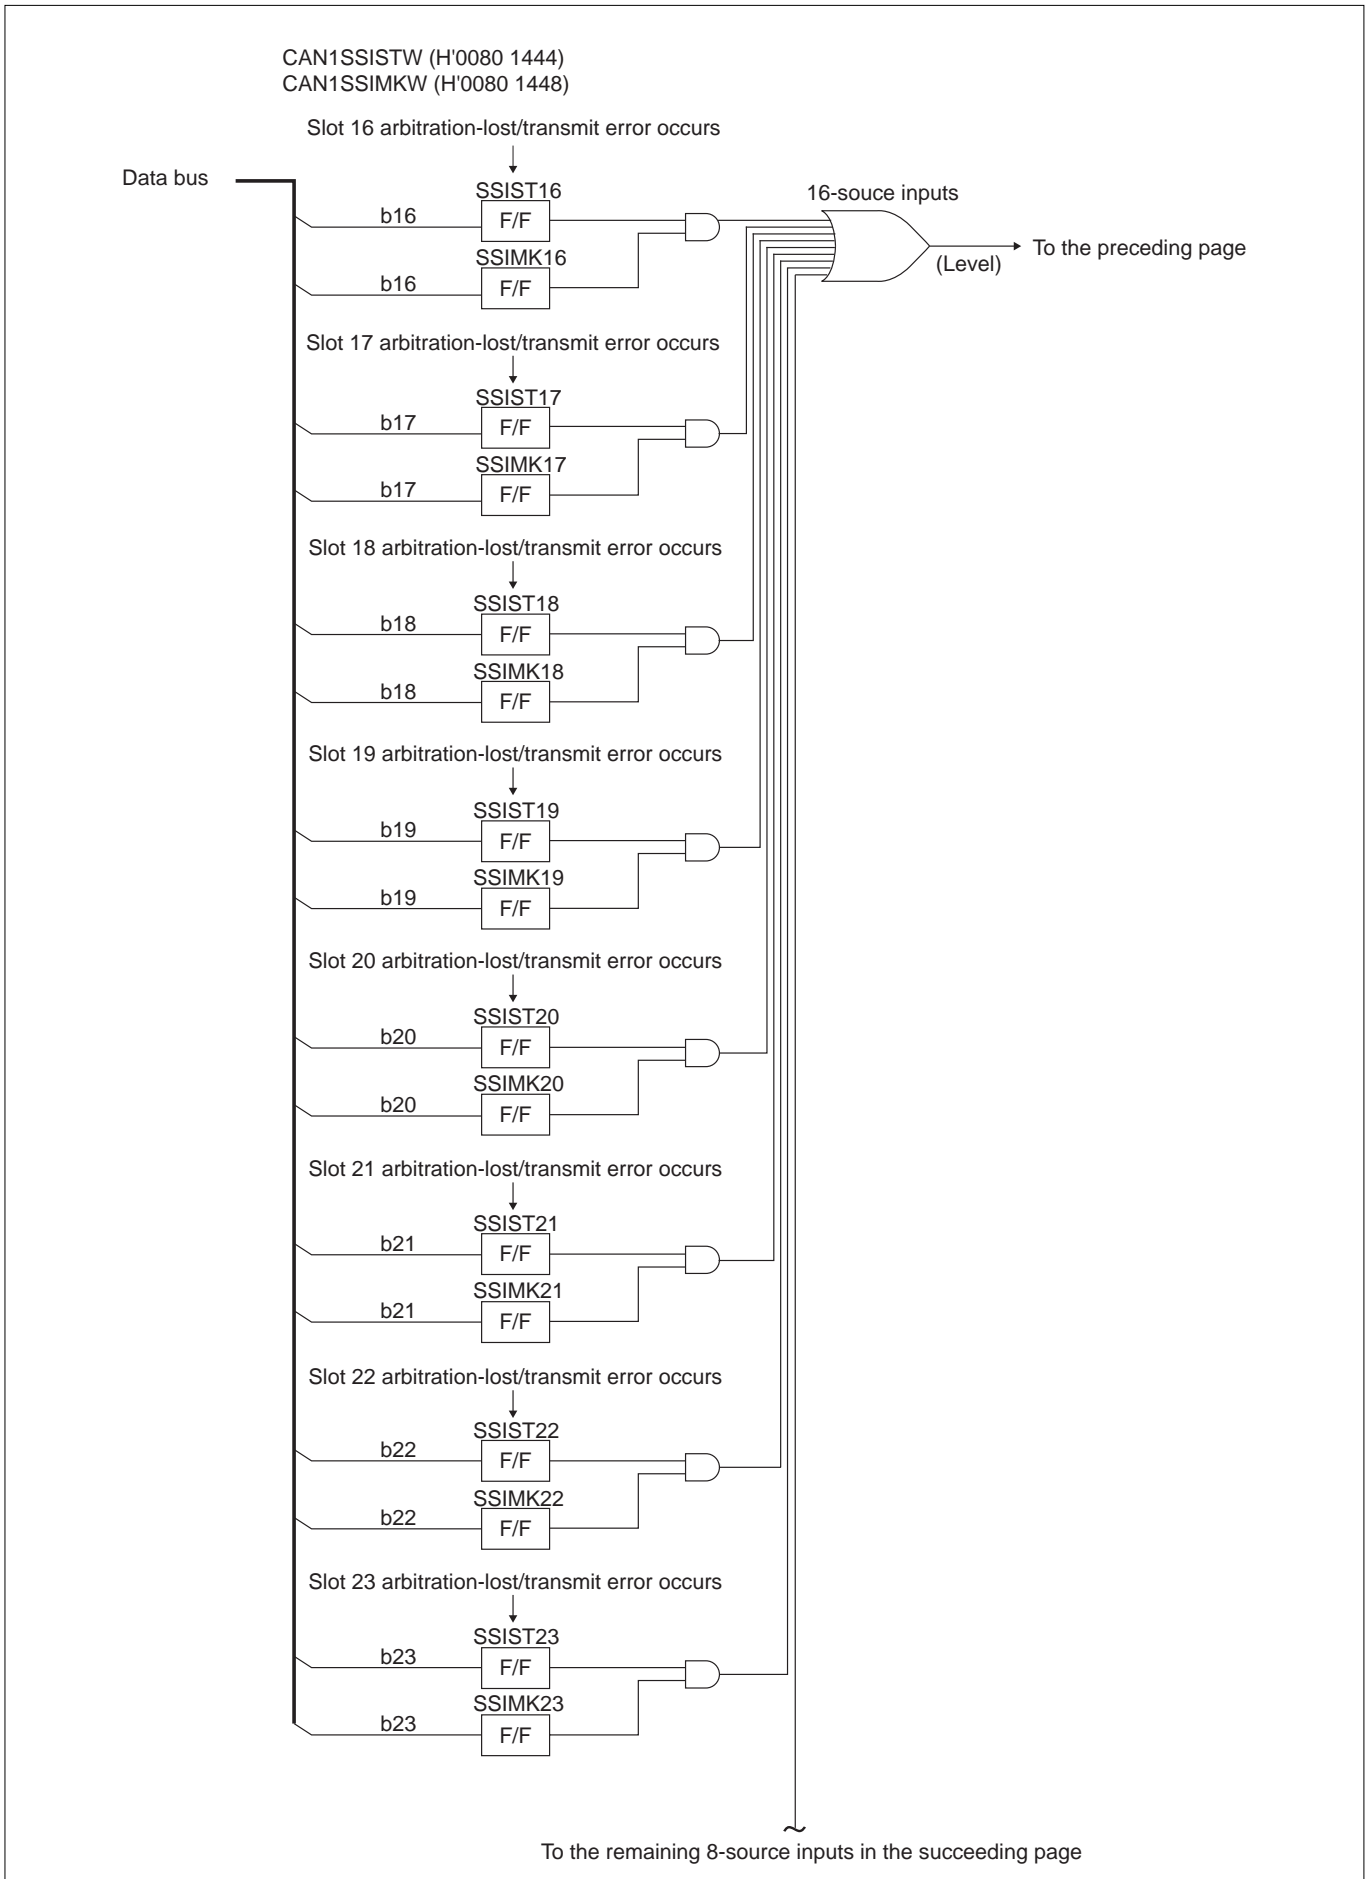 CAN1SSISTW (H'0080 1444)
CAN1SSIMKW (H'0080 1448)
Slot 16 arbitration-lost/transmit error occurs
Data bus
SSIST16
16-souce inputs
b16
F/F
To the preceding page
(Level)
SSIMK16
b16
F/F
Slot 17 arbitration-lost/transmit error occurs
SSIST17
b17
F/F
SSIMK17
b17
F/F
Slot 18 arbitration-lost/transmit error occurs
SSIST18
b18
F/F
SSIMK18
b18
F/F
Slot 19 arbitration-lost/transmit error occurs
SSIST19
b19
F/F
SSIMK19
b19
F/F
Slot 20 arbitration-lost/transmit error occurs
SSIST20
b20
F/F
SSIMK20
b20
F/F
Slot 21 arbitration-lost/transmit error occurs
SSIST21
b21
F/F
SSIMK21
b21
F/F
Slot 22 arbitration-lost/transmit error occurs
SSIST22
b22
F/F
SSIMK22
b22
F/F
Slot 23 arbitration-lost/transmit error occurs
SSIST23
b23
F/F
SSIMK23
b23
F/F
To the remaining 8-source inputs in the succeeding page